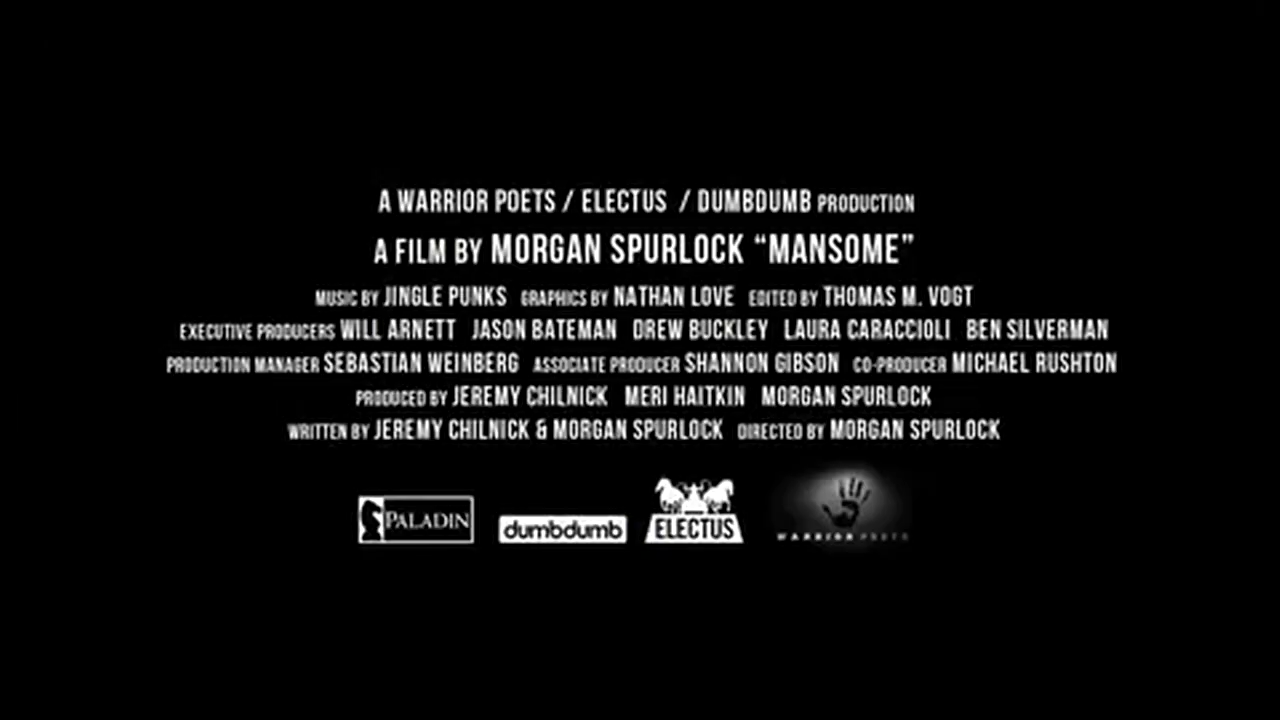 A WARRIOR POETS / ELECTUS / DUMBDUMB PRODUCTION
A FILM BY MORGAN SPURLOCK “MANSOME”
MUSIC BY JINGLE PUNKS GRAPHICS BY NATHAN LOVE EDITED BY THOMAS M. VOGT
EXECUTIVE PRODUCERS WILL ARNETT JASON BATEMAN DREW BUCKLEY LAURA CARACCIOLI BEN SILVERMAN
PRODUCTION MANAGER SEBASTIAN WEINBERG ASSOCIATE PRODUCER SHANNON GIBSON CO-PRODUCER MICHAEL RUSHTON
PRODUCED BY JEREMY CHILNICK MERI HAITKIN MORGAN SPURLOCK
WRITTEN BY JEREMY CHILNICK & MORGAN SPURLOCK DIRECTED BY MORGAN SPURLOCK
PALADIN dumbdumb ELECTUS WARRIOR POETS